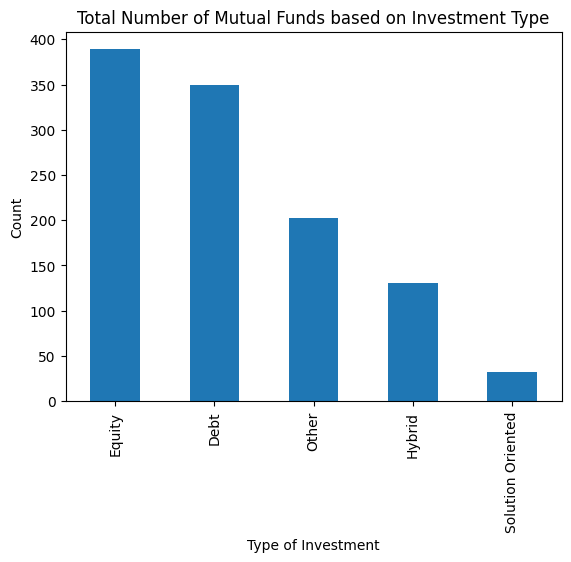 Total Number of Mutual Funds based on Investment Type
Count
400
350
300
250
200
150
100
50
0
Equity
Debt
Other
Hybrid
Solution Oriented
Type of Investment